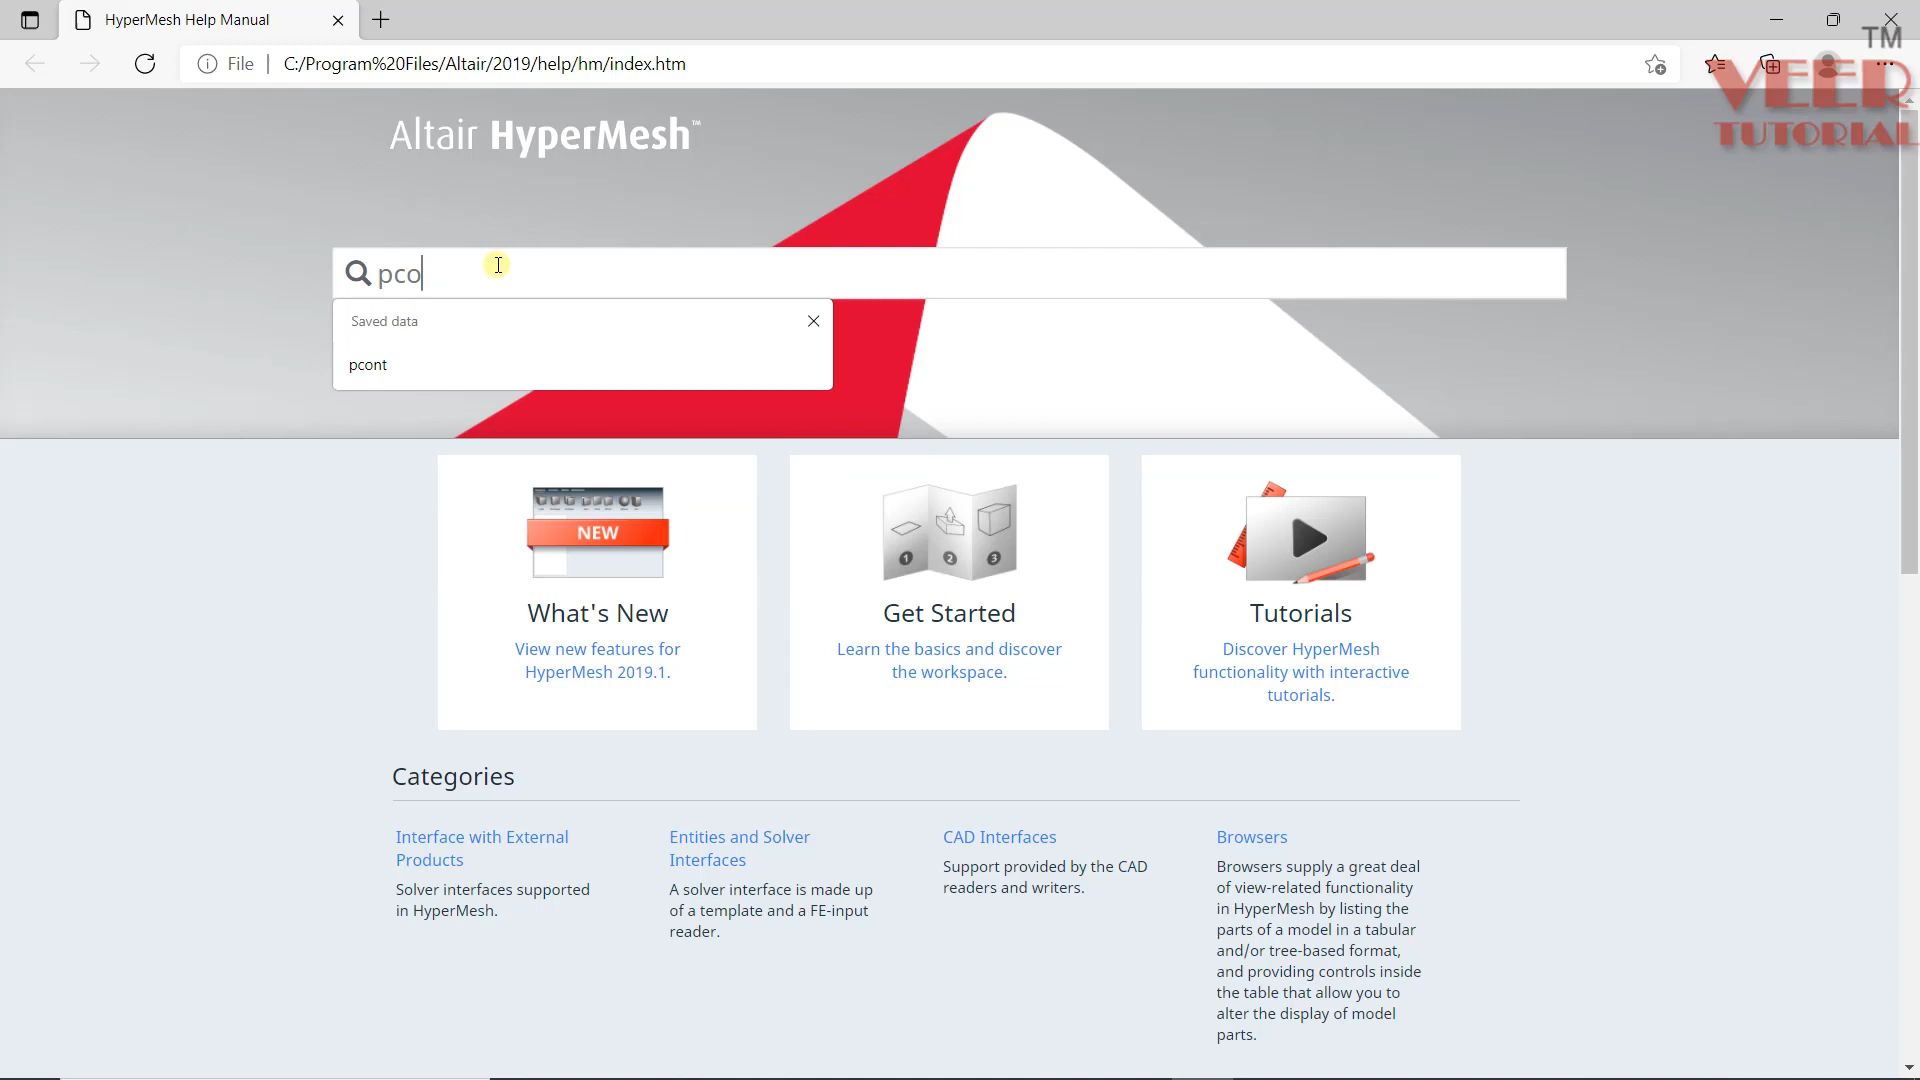 HyperMesh Help Manual
File
C:/Program%20Files/Altair/2019/help/hm/index.htm
TM
VEER
TUTORIAL
Altair HyperMesh™
pco
Saved data
pcont
NEW
1 2 3
What's New
View new features for
HyperMesh 2019.1.
Get Started
Learn the basics and discover
the workspace.
Tutorials
Discover HyperMesh
functionality with interactive
tutorials.
Categories
Interface with External
Products
Solver interfaces supported
in HyperMesh.
Entities and Solver
Interfaces
A solver interface is made up
of a template and a FE-input
reader.
CAD Interfaces
Support provided by the CAD
readers and writers.
Browsers
Browsers supply a great deal
of view-related functionality
in HyperMesh by listing the
parts of a model in a tabular
and/or tree-based format,
and providing controls inside
the table that allow you to
alter the display of model
parts.